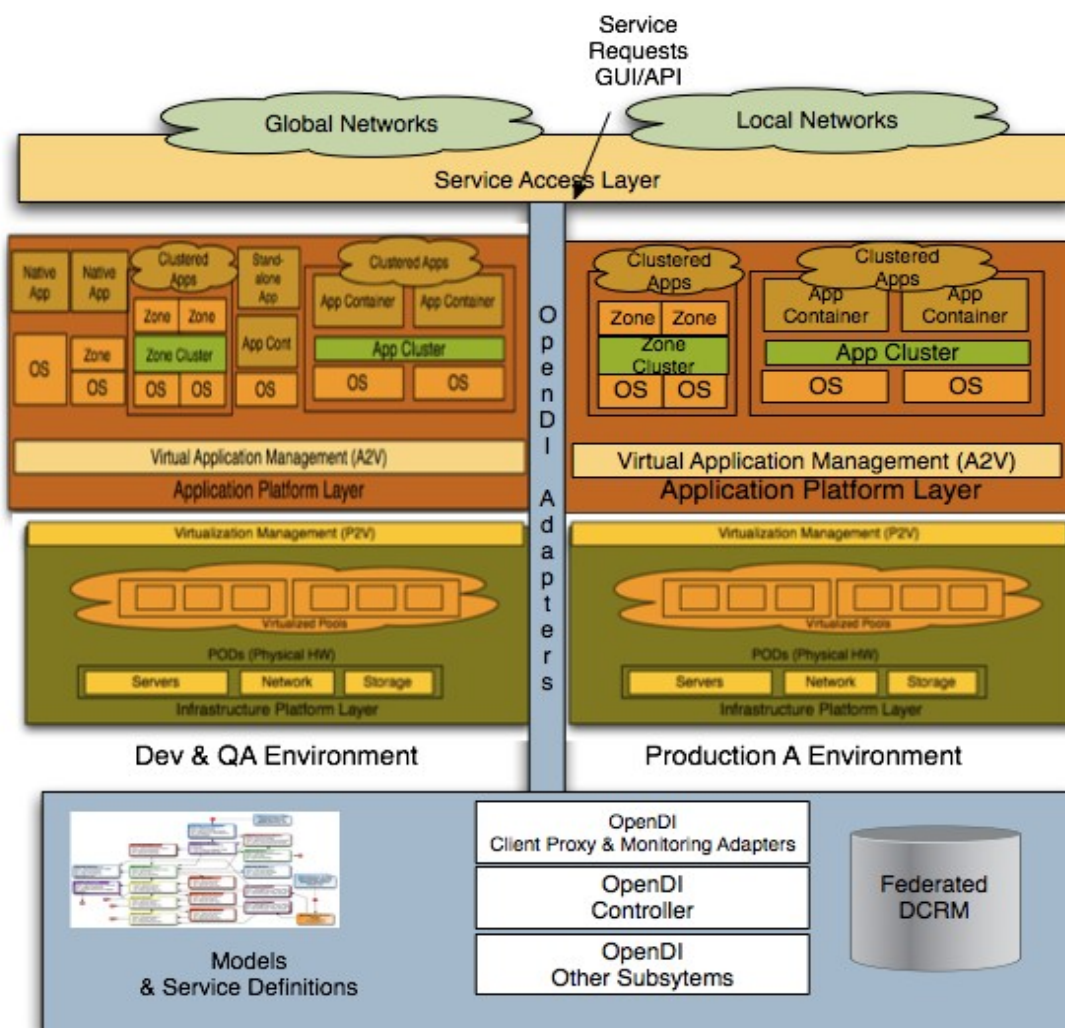 Service
Requests
GUI/API
Global Networks
Local Networks
Service Access Layer
Native
App
Native
App
Clustered
Apps
Stand-
alone
App
Clustered Apps
App Container
App Container
Zone
Zone
OS
Zone
Zone Cluster
App Cont
App Cluster
OS
OS
OS
OS
OS
OS
Virtual Application Management (A2V)
Application Platform Layer
Clustered
Apps
Clustered
Apps
App
Container
App
Container
Zone
Zone
Zone
Cluster
App Cluster
OS
OS
OS
OS
Virtual Application Management (A2V)
Application Platform Layer
OpenDI Adapters
Virtualization Management (P2V)
Virtualized Pools
PODs (Physical HW)
Servers
Network
Storage
Infrastructure Platform Layer
Virtualization Management (P2V)
Virtualized Pools
PODs (Physical HW)
Servers
Network
Storage
Infrastructure Platform Layer
Dev & QA Environment
Production A Environment
Models
& Service Definitions
OpenDI
Client Proxy & Monitoring Adapters
OpenDI
Controller
OpenDI
Other Subsytems
Federated
DCRM